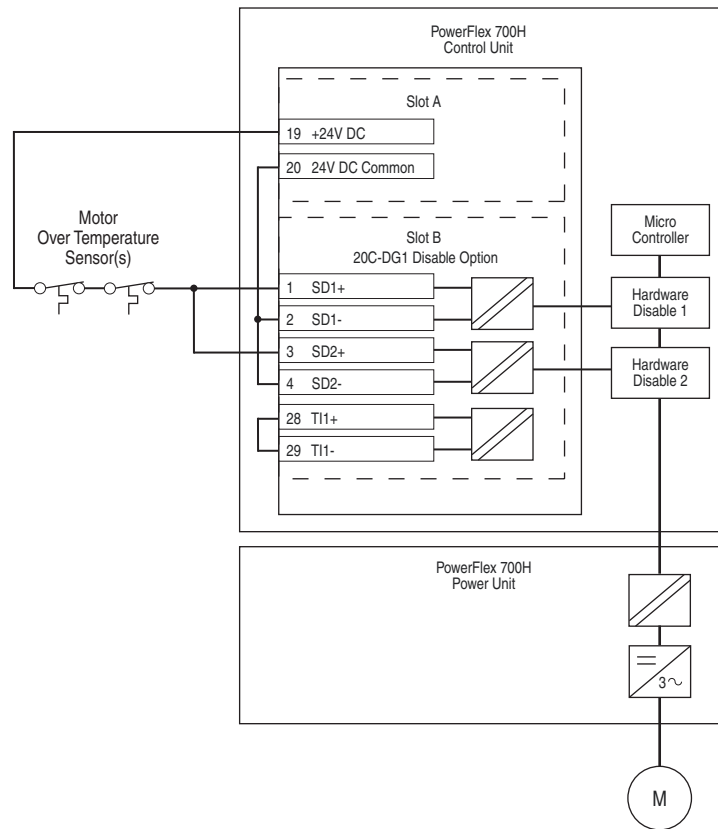 PowerFlex 700H
Control Unit
Slot A
19 +24V DC
20 24V DC Common
Motor
Over Temperature
Sensor(s)
Slot B
20C-DG1 Disable Option
1 SD1+
2 SD1-
3 SD2+
4 SD2-
28 TI1+
29 TI1-
Micro
Controller
Hardware
Disable 1
Hardware
Disable 2
PowerFlex 700H
Power Unit
3
M